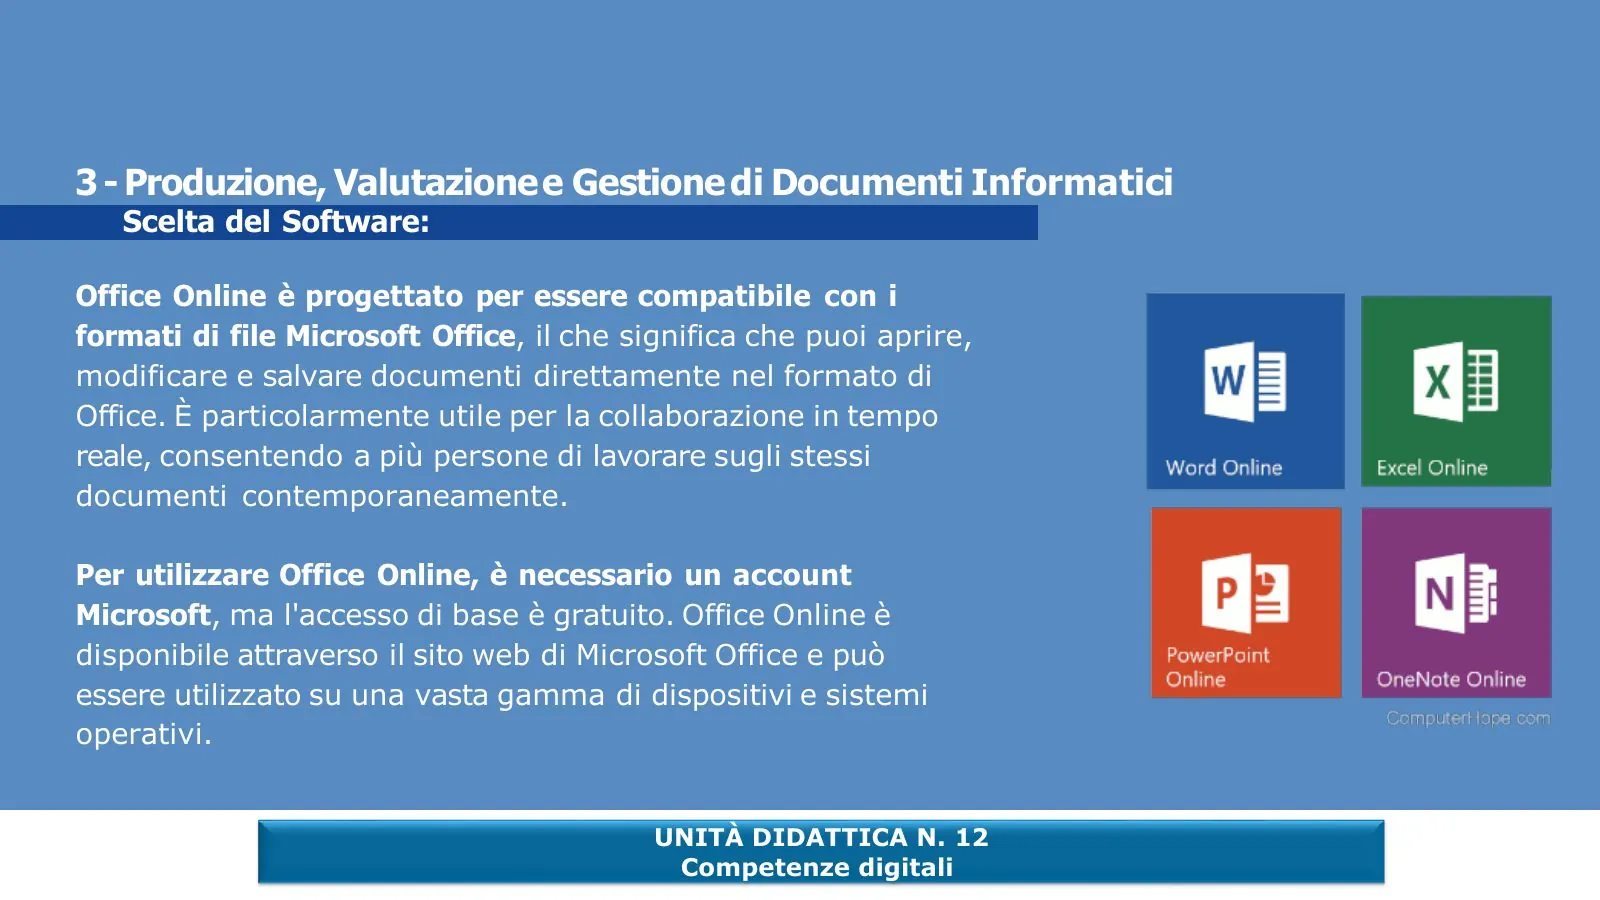 3 - Produzione, Valutazione e Gestione di Documenti Informatici
Scelta del Software:
Office Online è progettato per essere compatibile con i
formati di file Microsoft Office, il che significa che puoi aprire,
modificare e salvare documenti direttamente nel formato di
Office. È particolarmente utile per la collaborazione in tempo
reale, consentendo a più persone di lavorare sugli stessi
documenti contemporaneamente.
Per utilizzare Office Online, è necessario un account
Microsoft, ma l'accesso di base è gratuito. Office Online è
disponibile attraverso il sito web di Microsoft Office e può
essere utilizzato su una vasta gamma di dispositivi e sistemi
operativi.
W
Word Online
X
Excel Online
P
PowerPoint
Online
N
OneNote Online
ComputerHope.com
UNITÀ DIDATTICA N. 12
Competenze digitali